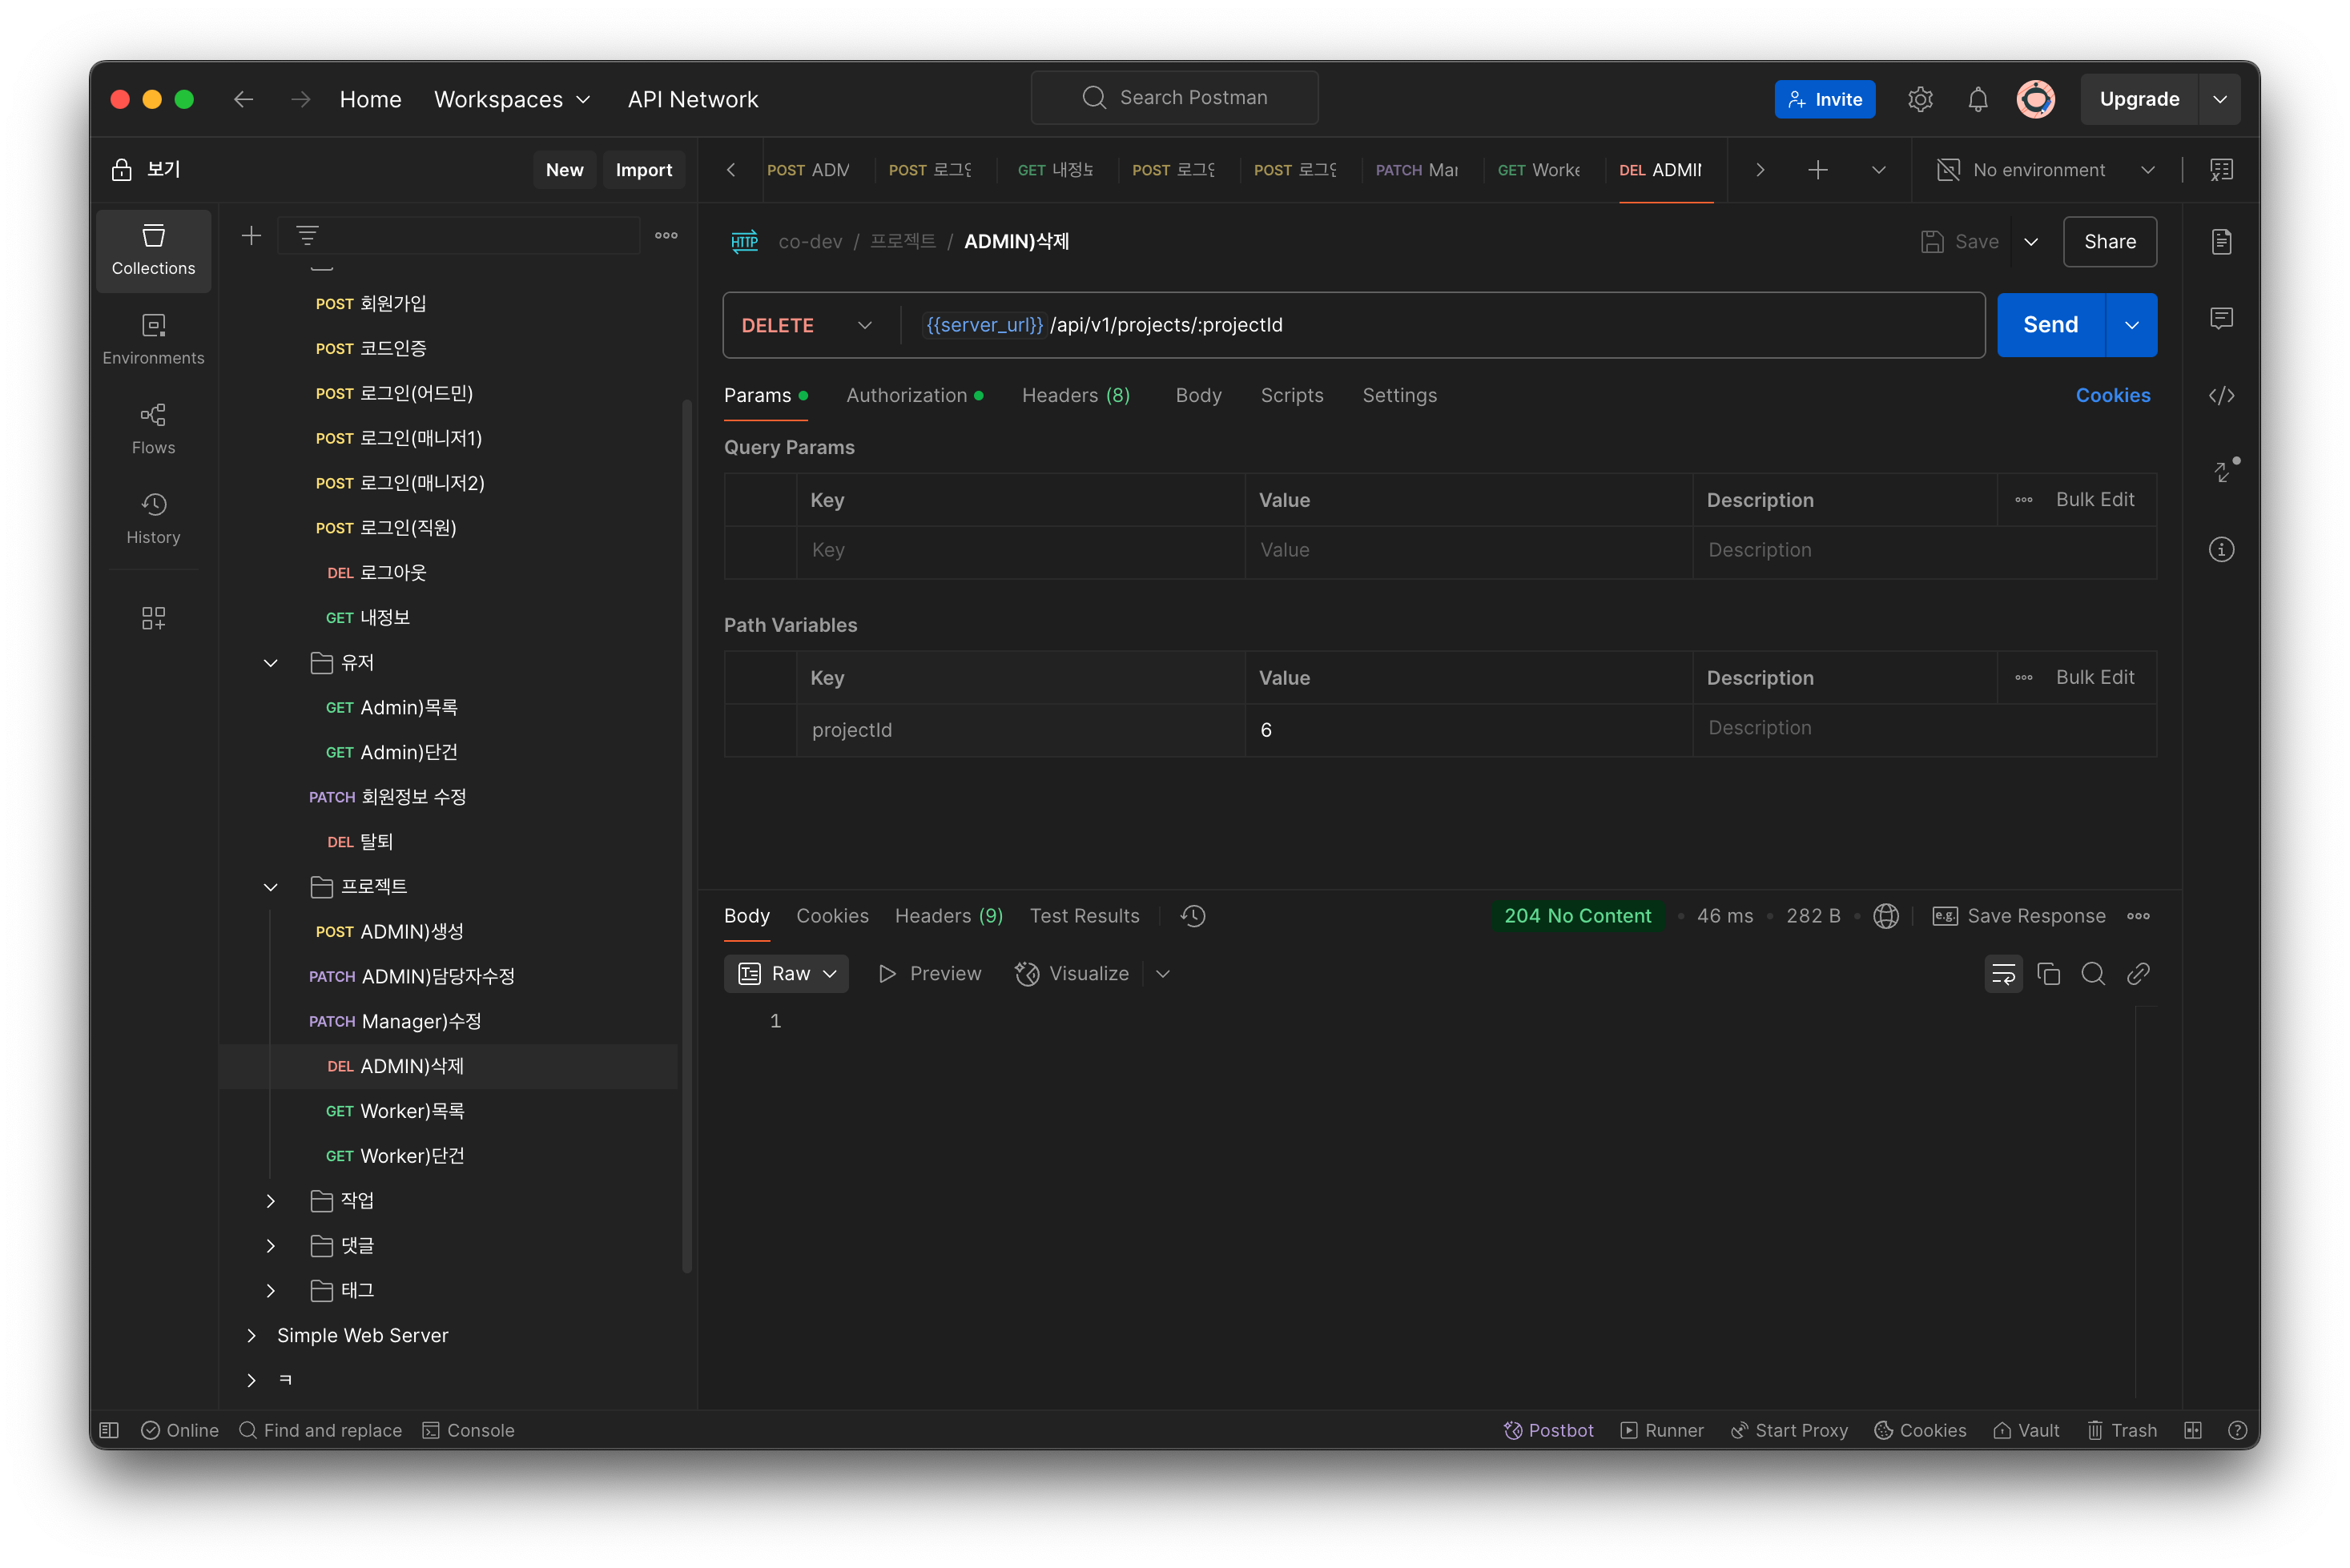 Home Workspaces API Network Search Postman Invite Upgrade
보기 New Import
POST ADM POST 로그인 GET 내정보 POST 로그인 POST 로그인 PATCH Mar GET Worke DEL ADMIN No environment
Collections
Environments
Flows
History
POST 회원가입
POST 코드인증
POST 로그인(어드민)
POST 로그인(매니저1)
POST 로그인(매니저2)
POST 로그인(직원)
DEL 로그아웃
GET 내정보
유저
GET Admin)목록
GET Admin)단건
PATCH 회원정보 수정
DEL 탈퇴
프로젝트
POST ADMIN)생성
PATCH ADMIN)담당자수정
PATCH Manager)수정
DEL ADMIN)삭제
GET Worker)목록
GET Worker)단건
작업
댓글
태그
Simple Web Server
ㅋ
HTTP co-dev / 프로젝트 / ADMIN)삭제 Save Share
DELETE {{server_url}}/api/v1/projects/:projectId Send
Params Authorization Headers (8) Body Scripts Settings Cookies
Query Params
Key Value Description Bulk Edit
Key Value Description
Path Variables
Key Value Description Bulk Edit
projectId 6 Description
Body Cookies Headers (9) Test Results 204 No Content 46 ms 282 B e.g. Save Response
Raw Preview Visualize
1
Online Find and replace Console Postbot Runner Start Proxy Cookies Vault Trash